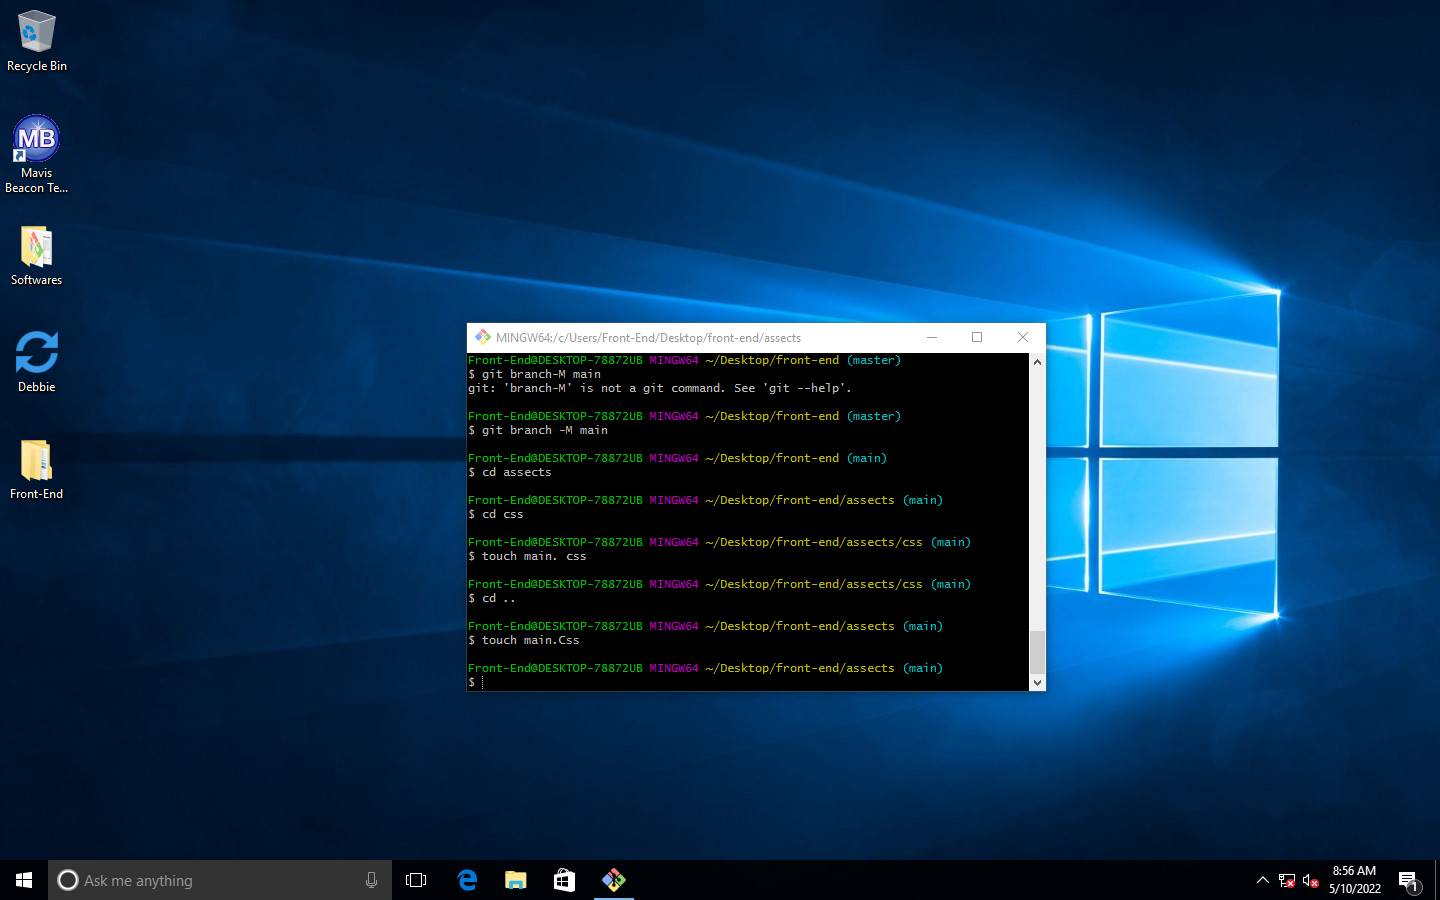 Recycle Bin
MB
Mavis
Beacon Te...
Softwares
Debbie
Front-End
MINGW64:/c/Users/Front-End/Desktop/front-end/assects
Front-End@DESKTOP-78872UB MINGW64 ~/Desktop/front-end (master)
$ git branch-M main
git: 'branch-M' is not a git command. See 'git --help'.
Front-End@DESKTOP-78872UB MINGW64 ~/Desktop/front-end (master)
$ git branch -M main
Front-End@DESKTOP-78872UB MINGW64 ~/Desktop/front-end (main)
$ cd assects
Front-End@DESKTOP-78872UB MINGW64 ~/Desktop/front-end/assects (main)
$ cd css
Front-End@DESKTOP-78872UB MINGW64 ~/Desktop/front-end/assects/css (main)
$ touch main. css
Front-End@DESKTOP-78872UB MINGW64 ~/Desktop/front-end/assects/css (main)
$ cd ..
Front-End@DESKTOP-78872UB MINGW64 ~/Desktop/front-end/assects (main)
$ touch main.Css
Front-End@DESKTOP-78872UB MINGW64 ~/Desktop/front-end/assects (main)
$
Ask me anything
8:56 AM
5/10/2022
1